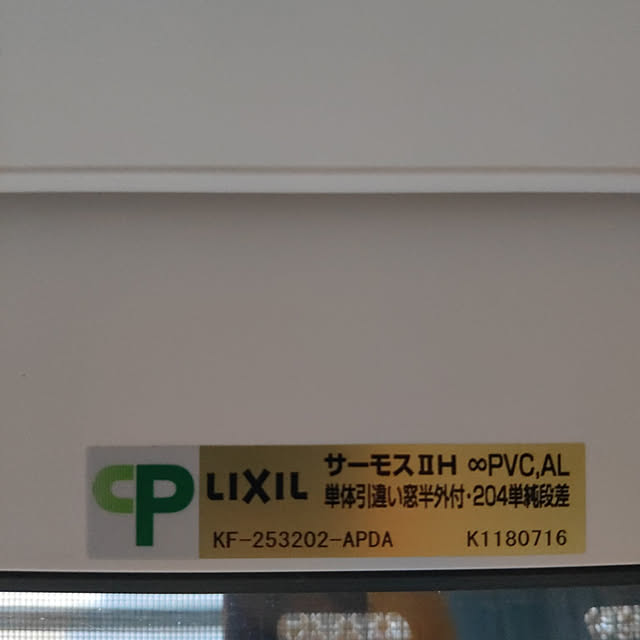 CP LIXIL サーモスⅡH ∞PVC,AL
単体引違い窓半外付・204単純段差
KF-253202-APDA K1180716